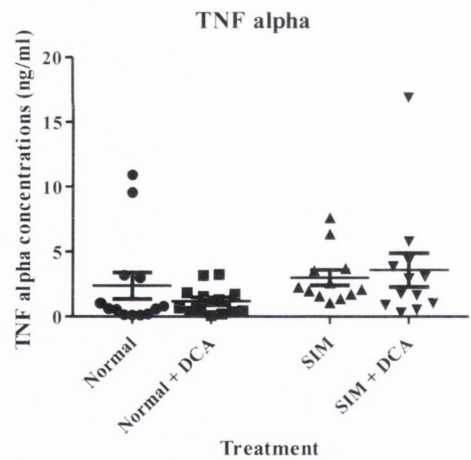 TNF alpha
TNF alpha concentrations (ng/ml)
20
15
10
5
0
Normal
Normal + DCA
SIM
SIM + DCA
Treatment